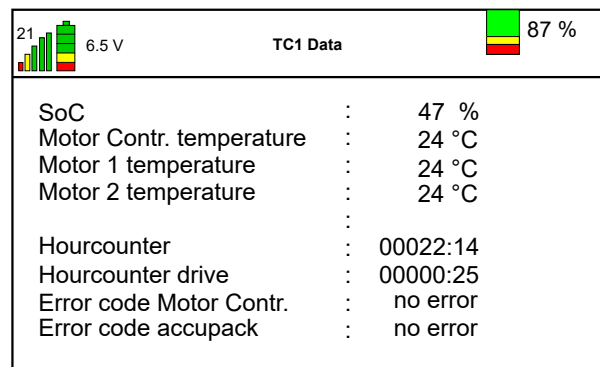 21 6.5 V TC1 Data 87 %
SoC : 47 %
Motor Contr. temperature : 24 °C
Motor 1 temperature : 24 °C
Motor 2 temperature : 24 °C
:
Hourcounter : 00022:14
Hourcounter drive : 00000:25
Error code Motor Contr. : no error
Error code accupack : no error